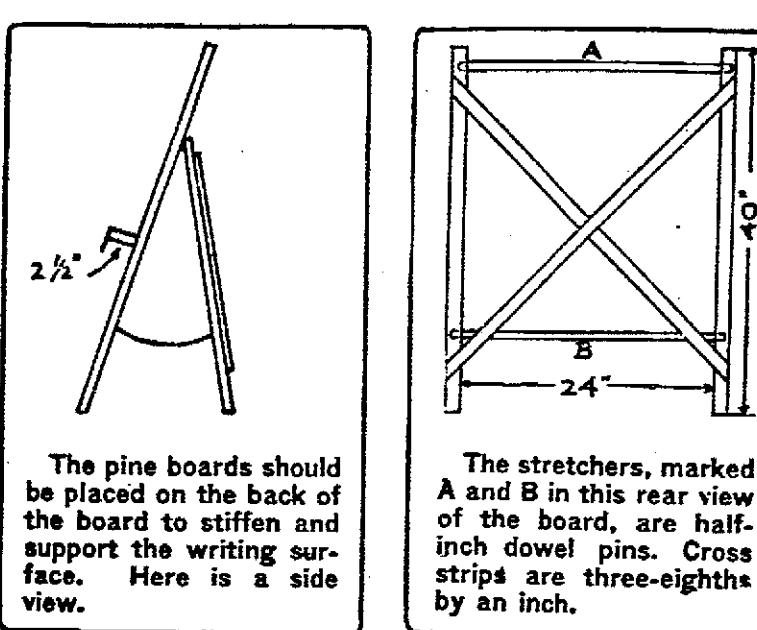 2½"
The pine boards should
be placed on the back of
the board to stiffen and
support the writing sur-
face. Here is a side
view.
A
4'0"
B
24"
The stretchers, marked
A and B in this rear view
of the board, are half-
inch dowel pins. Cross
strips are three-eighths
by an inch.